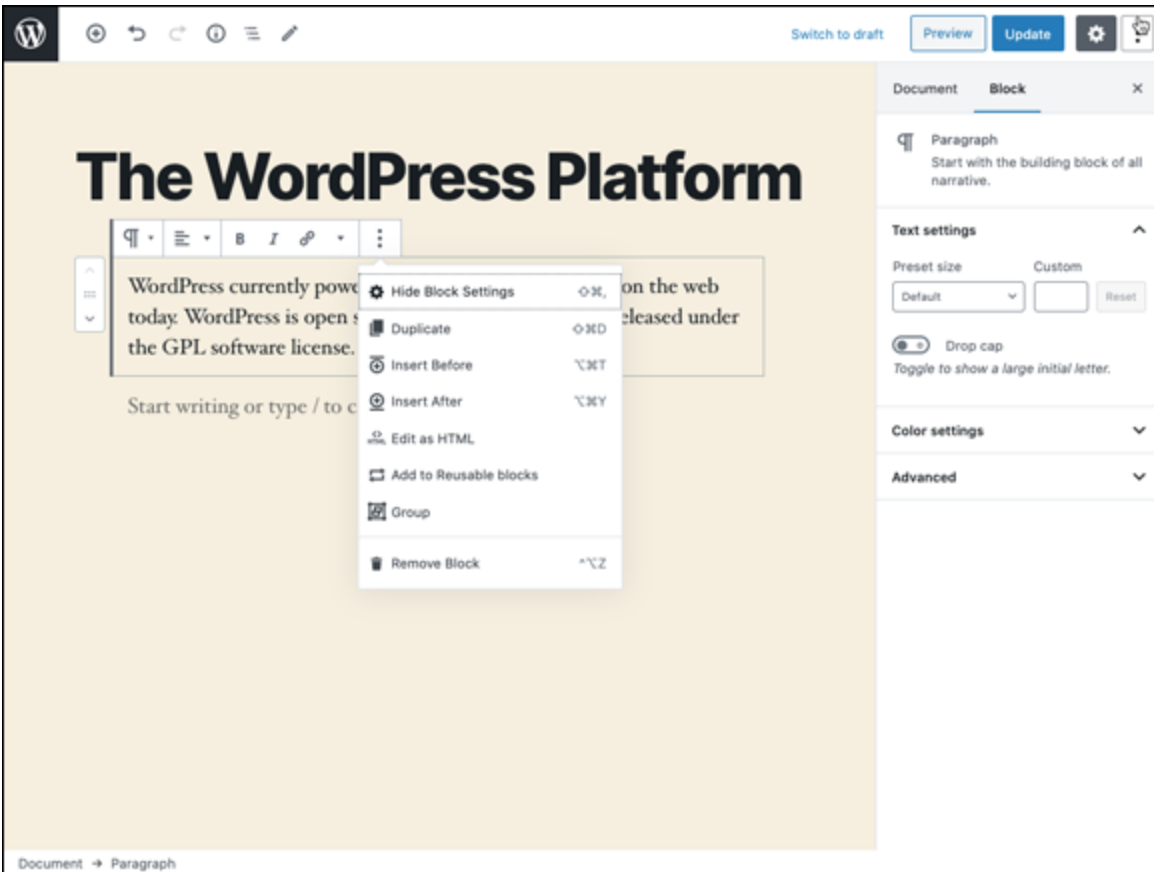 Switch to draft Preview Update
The WordPress Platform
B I
WordPress currently powe on the web
today. WordPress is open s eleased under
the GPL software license.
Start writing or type / to c
Hide Block Settings ⇧⌘,
Duplicate ⇧⌘D
Insert Before ⌥⌘T
Insert After ⌥⌘Y
HTML Edit as HTML
Add to Reusable blocks
Group
Remove Block ^⌥Z
Document Block
Paragraph
Start with the building block of all
narrative.
Text settings
Preset size Custom
Default Reset
Drop cap
Toggle to show a large initial letter.
Color settings
Advanced
Document → Paragraph